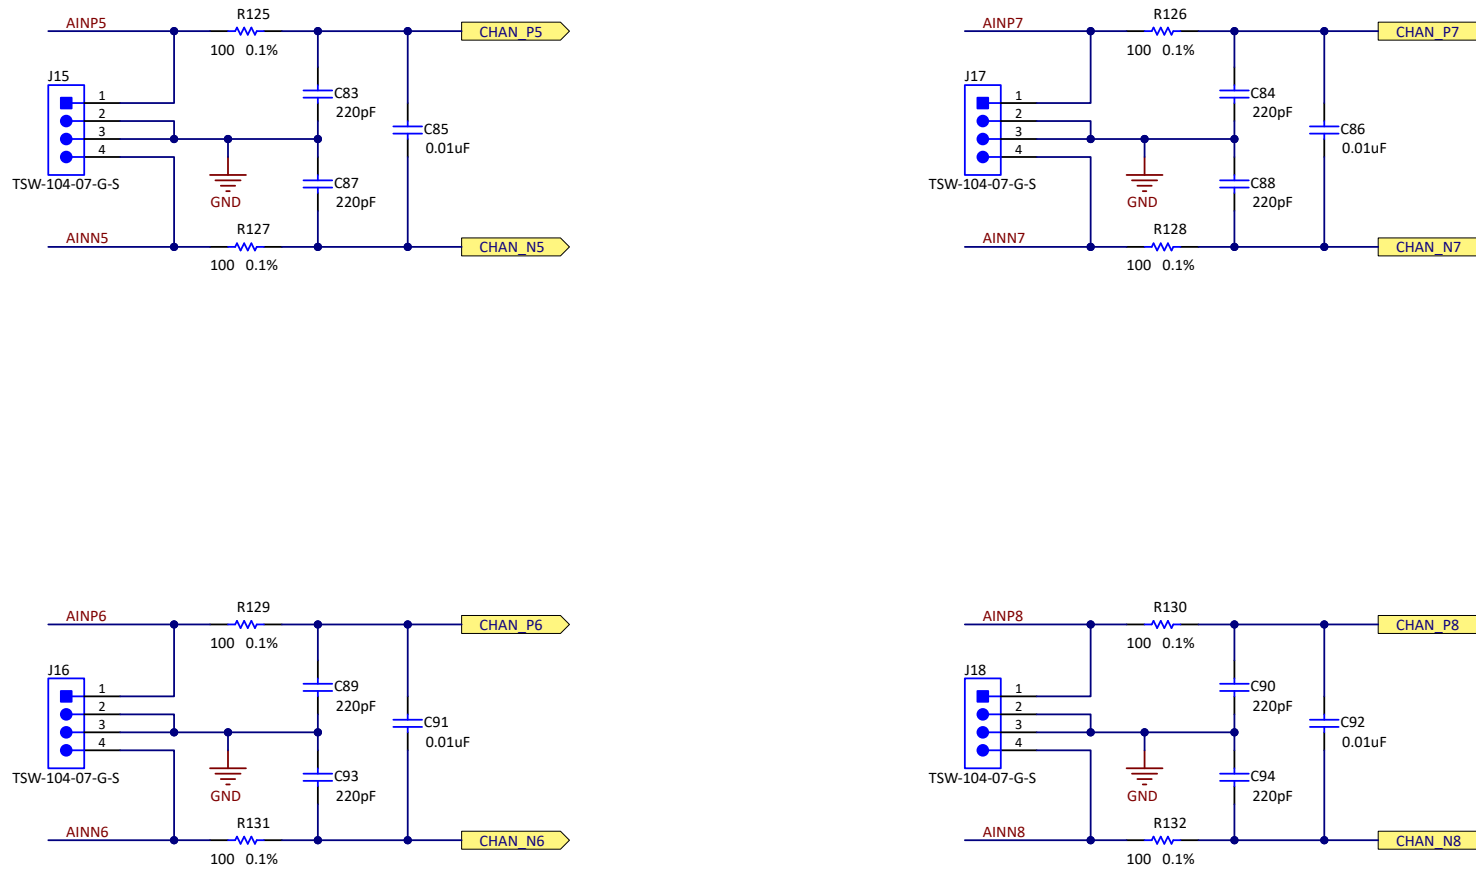 R125
AINP5
CHAN_P5
100 0.1%
J15
1
2
3
4
C83
220pF
C85
0.01uF
TSW-104-07-G-S
C87
220pF
GND
R127
AINN5
CHAN_N5
100 0.1%
R126
AINP7
CHAN_P7
100 0.1%
J17
1
2
3
4
C84
220pF
C86
0.01uF
TSW-104-07-G-S
C88
220pF
GND
R128
AINN7
CHAN_N7
100 0.1%
R129
AINP6
CHAN_P6
100 0.1%
J16
1
2
3
4
C89
220pF
C91
0.01uF
TSW-104-07-G-S
C93
220pF
GND
R131
AINN6
CHAN_N6
100 0.1%
R130
AINP8
CHAN_P8
100 0.1%
J18
1
2
3
4
C90
220pF
C92
0.01uF
TSW-104-07-G-S
C94
220pF
GND
R132
AINN8
CHAN_N8
100 0.1%